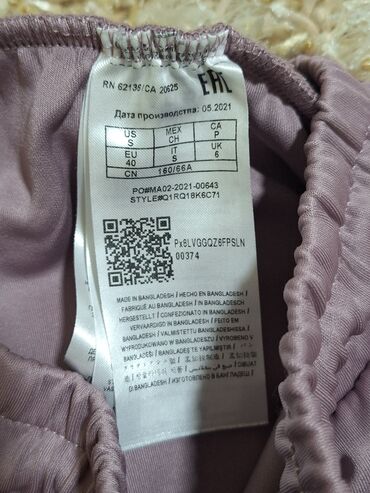 RN 62135/CA 20625
EAC
Дата производства: 05.2021
US MEX CA
S CH P
EU IT UK
40 S 6
CN 160/66A
PO#MA02-2021-00643
STYLE#Q1RQ18K6C71
Px6LVGGQZ6FPSLN
00374
MADE IN BANGLADESH / HECHO EN BANGLADESH /
FABRIQUÉ AU BANGLADESH / IN BANGLADESCH
HERGESTELLT / CONFEZIONATO IN BANGLADESH /
VERVAARDIGD IN BANGLADESH / FEITO EM
BANGLADESH / VALMISTETTU BANGLADESHISSA /
WYPRODUKOWANO W BANGLADESZU / VYROBENO V
BANGLADÉŠI / BANGLADEŞ'TE YAPILMIŞTIR /
/ DIBUAT
D. BANGLADESH / ИЗГОТОВЛЕНО В БАНГЛАДЕШ /